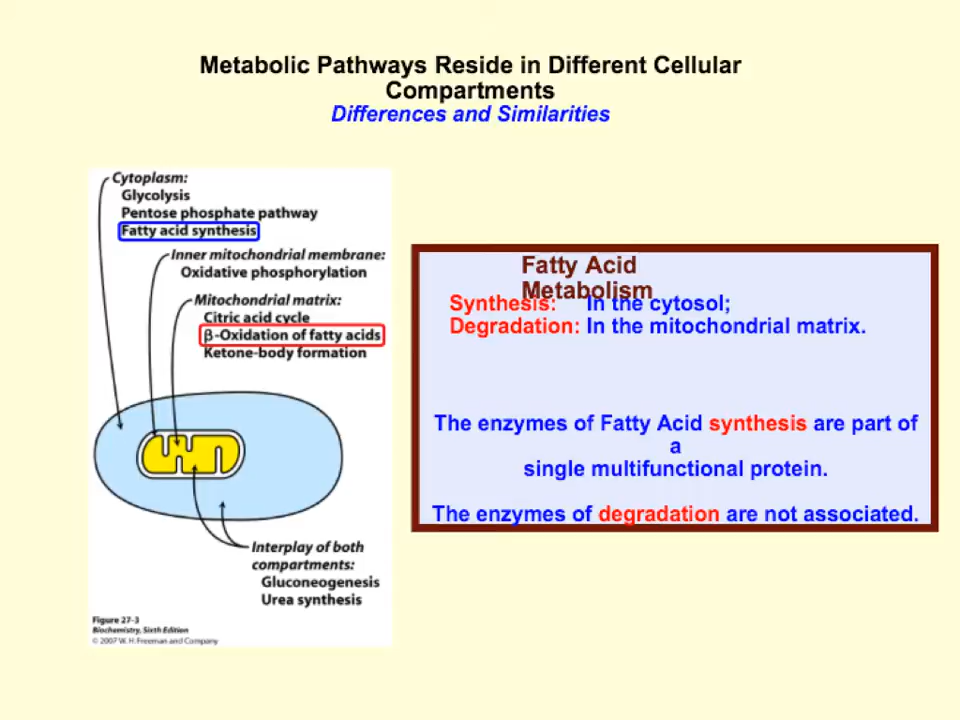 Metabolic Pathways Reside in Different Cellular
Compartments
Differences and Similarities
Cytoplasm:
Glycolysis
Pentose phosphate pathway
Fatty acid synthesis
Inner mitochondrial membrane:
Oxidative phosphorylation
Mitochondrial matrix:
Citric acid cycle
β-Oxidation of fatty acids
Ketone-body formation
Interplay of both
compartments:
Gluconeogenesis
Urea synthesis
Figure 27-3
Biochemistry, Sixth Edition
© 2007 W. H. Freeman and Company
Fatty Acid
Metabolism
Synthesis: In the cytosol;
Degradation: In the mitochondrial matrix.
The enzymes of Fatty Acid synthesis are part of
a
single multifunctional protein.
The enzymes of degradation are not associated.